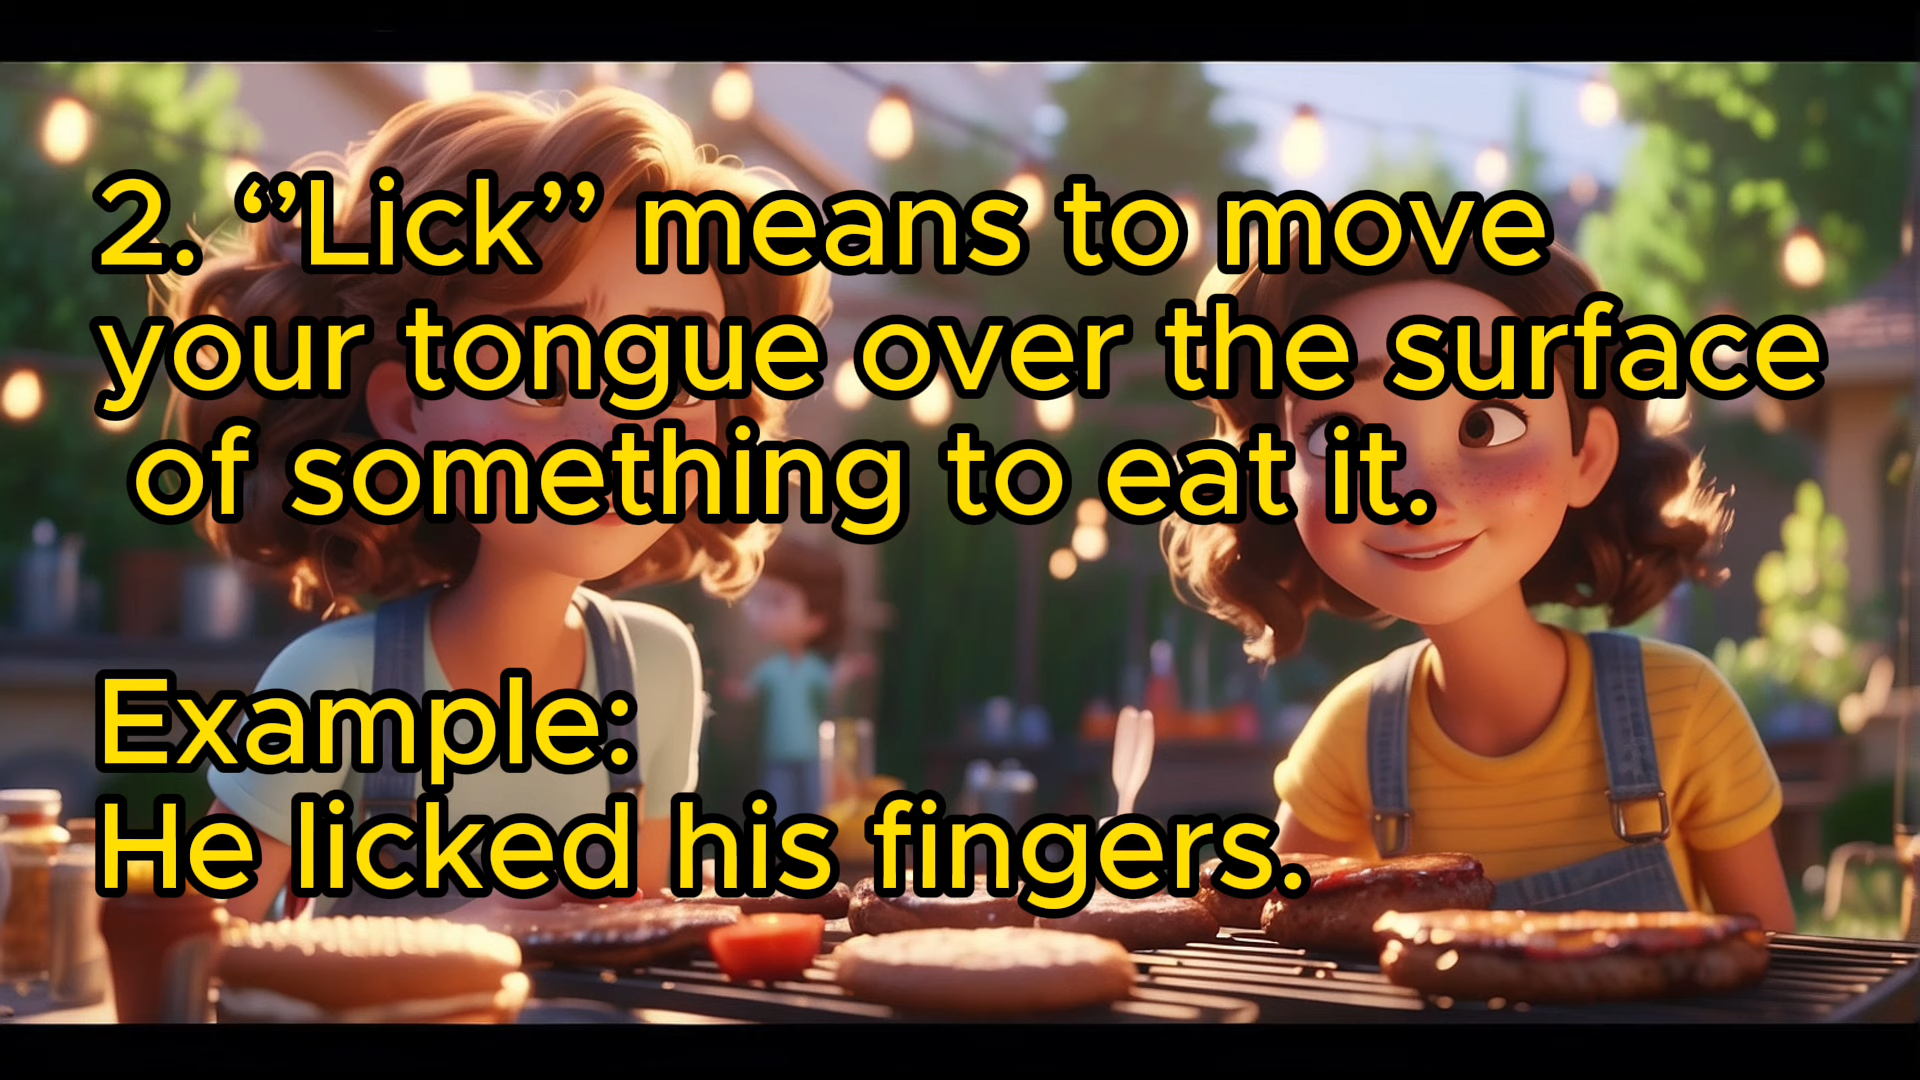 2. ‘’Lick’’ means to move
your tongue over the surface
of something to eat it.
Example:
He licked his fingers.